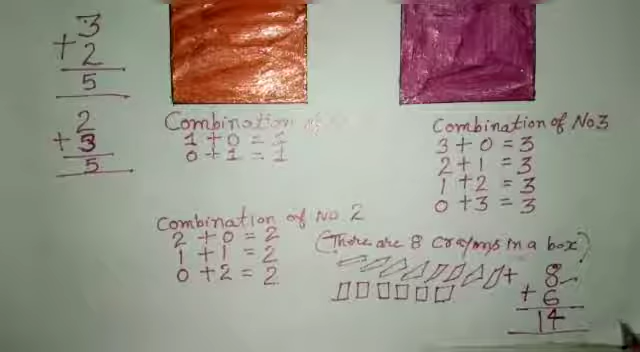 3
+ 2
5
2
+ 3
5
Combination of
1 + 0 = 1
0 + 1 = 1
Combination of No 2
2 + 0 = 2
1 + 1 = 2
0 + 2 = 2
Combination of No 3
3 + 0 = 3
2 + 1 = 3
1 + 2 = 3
0 + 3 = 3
(There are 8 crayons in a box)
+
8
+ 6
14